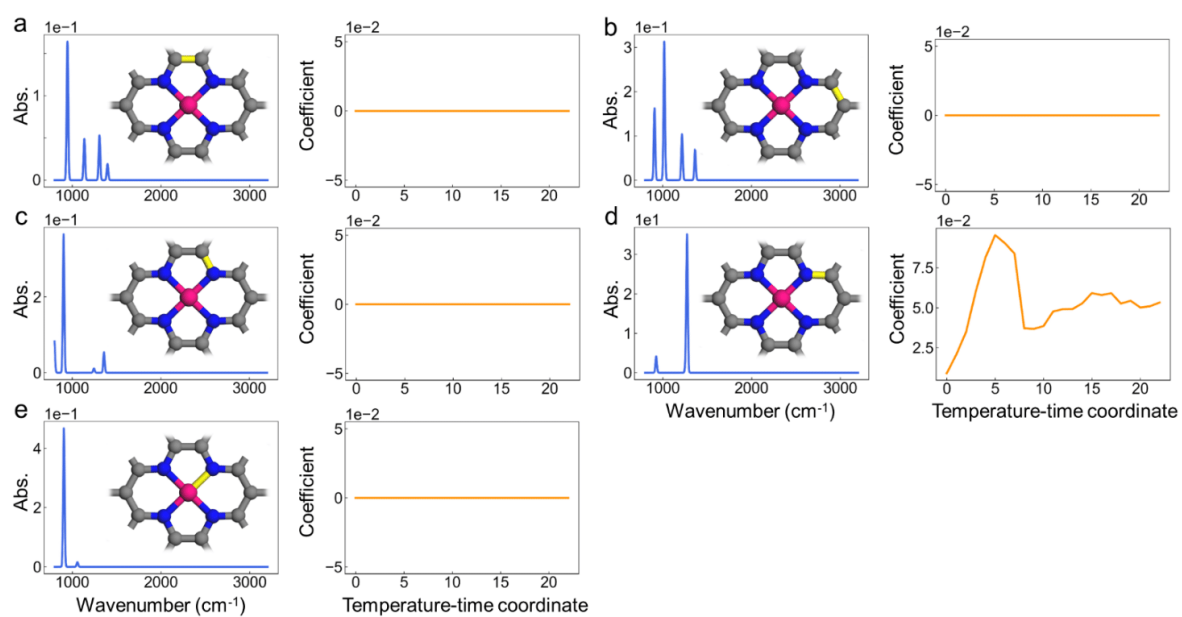 a
1e−1
Abs.
1
0
1000
2000
3000
1e−2
Coefficient
5
0
−5
0
5
10
15
20
b
1e−1
Abs.
3
2
1
0
1000
2000
3000
1e−2
Coefficient
5
0
−5
0
5
10
15
20
c
1e−1
Abs.
2
0
1000
2000
3000
1e−2
Coefficient
5
0
−5
0
5
10
15
20
d
1e1
Abs.
3
2
1
0
1000
2000
3000
Wavenumber (cm⁻¹)
1e−2
Coefficient
7.5
5.0
2.5
0
5
10
15
20
Temperature-time coordinate
e
1e−1
Abs.
4
2
0
1000
2000
3000
Wavenumber (cm⁻¹)
1e−2
Coefficient
5
0
−5
0
5
10
15
20
Temperature-time coordinate